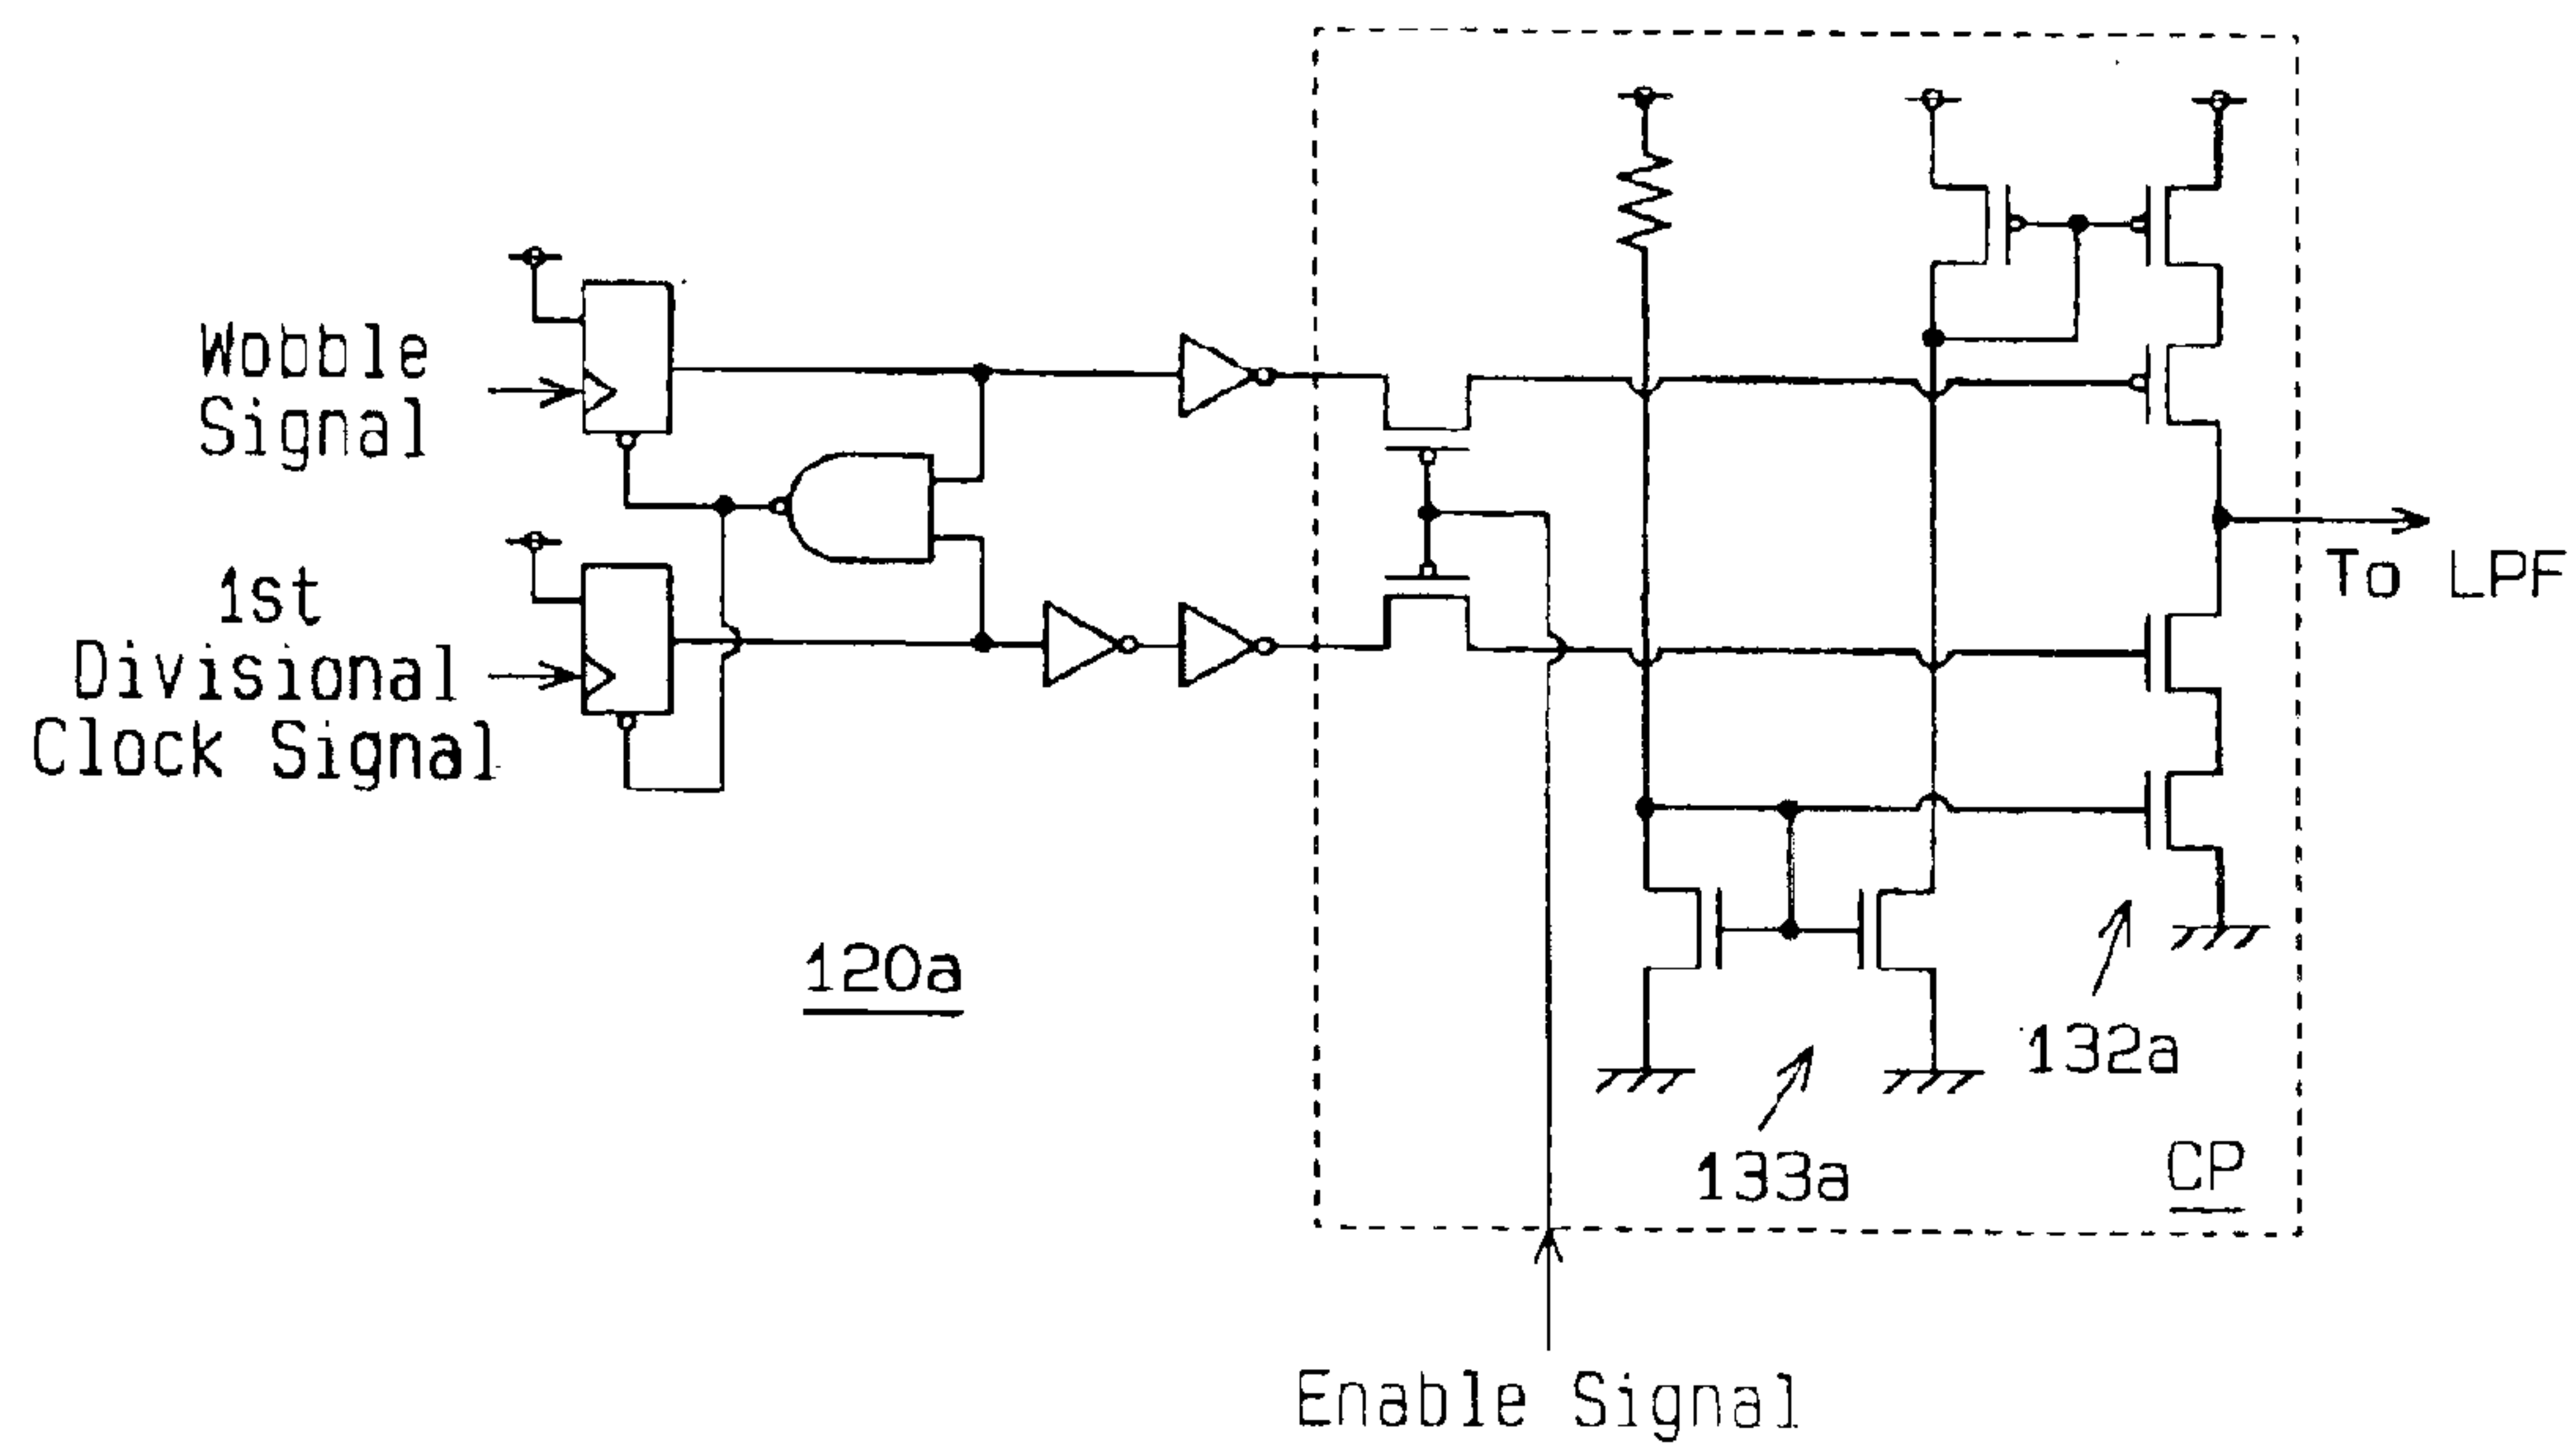 Wobble
Signal
1st
Divisional
Clock Signal
120a
To LPF
132a
133a
CP
Enable Signal